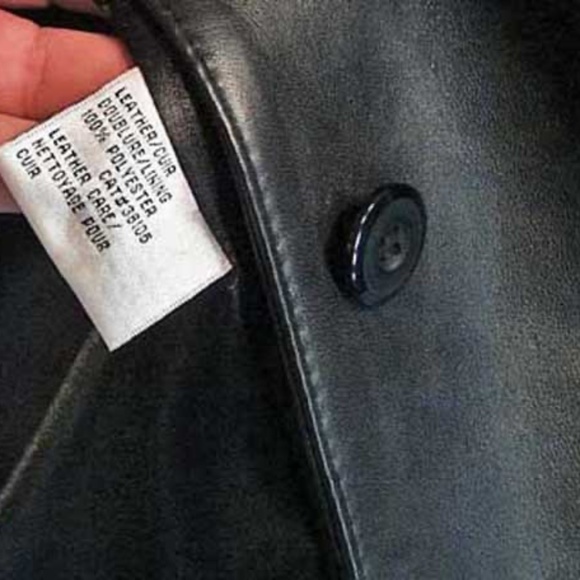 LEATHER/CUIR
DOUBLURE/LINING
100% POLYESTER
CAT#38105
LEATHER CARE/
NETTOYAGE POUR
CUIR